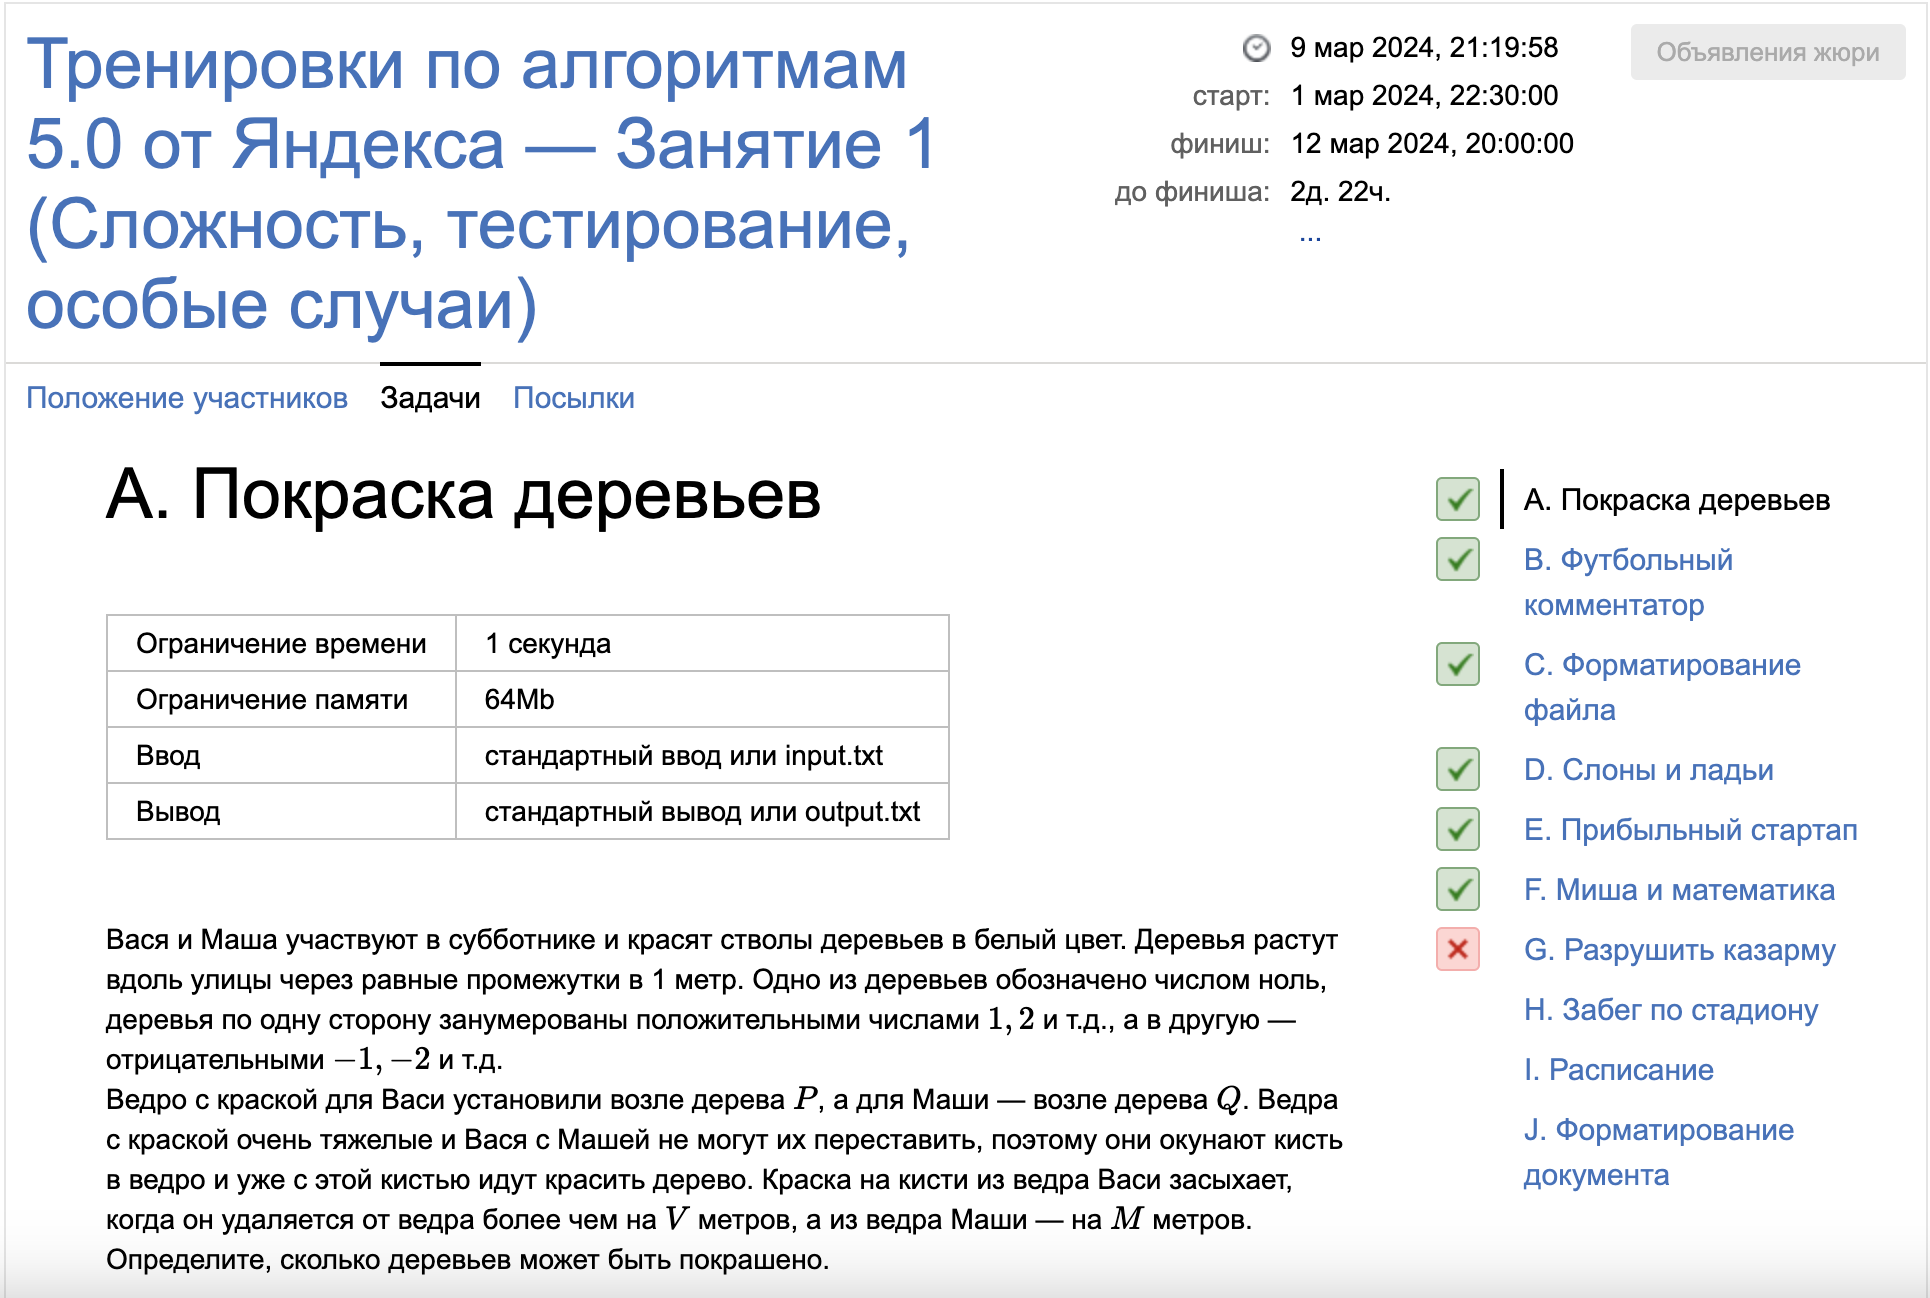 Тренировки по алгоритмам
5.0 от Яндекса — Занятие 1
(Сложность, тестирование,
особые случаи)
9 мар 2024, 21:19:58
старт: 1 мар 2024, 22:30:00
финиш: 12 мар 2024, 20:00:00
до финиша: 2д. 22ч.
...
Объявления жюри
Положение участников Задачи Посылки
A. Покраска деревьев
Ограничение времени 1 секунда
Ограничение памяти 64Mb
Ввод стандартный ввод или input.txt
Вывод стандартный вывод или output.txt
Вася и Маша участвуют в субботнике и красят стволы деревьев в белый цвет. Деревья растут
вдоль улицы через равные промежутки в 1 метр. Одно из деревьев обозначено числом ноль,
деревья по одну сторону занумерованы положительными числами 1, 2 и т.д., а в другую —
отрицательными −1, −2 и т.д.
Ведро с краской для Васи установили возле дерева P, а для Маши — возле дерева Q. Ведра
с краской очень тяжелые и Вася с Машей не могут их переставить, поэтому они окунают кисть
в ведро и уже с этой кистью идут красить дерево. Краска на кисти из ведра Васи засыхает,
когда он удаляется от ведра более чем на V метров, а из ведра Маши — на M метров.
Определите, сколько деревьев может быть покрашено.
A. Покраска деревьев
B. Футбольный
комментатор
C. Форматирование
файла
D. Слоны и ладьи
E. Прибыльный стартап
F. Миша и математика
G. Разрушить казарму
H. Забег по стадиону
I. Расписание
J. Форматирование
документа